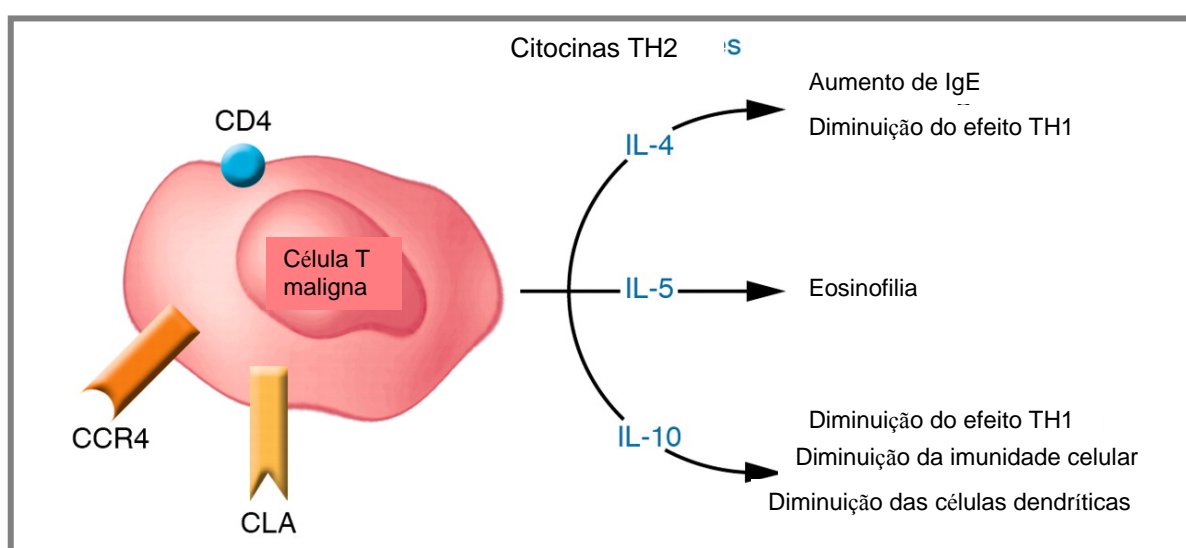 Citocinas TH2 es
Aumento de IgE
Diminuição do efeito TH1
CD4
IL-4
Célula T
maligna
IL-5
Eosinofilia
CCR4
CLA
IL-10
Diminuição do efeito TH1
Diminuição da imunidade celular
Diminuição das células dendríticas